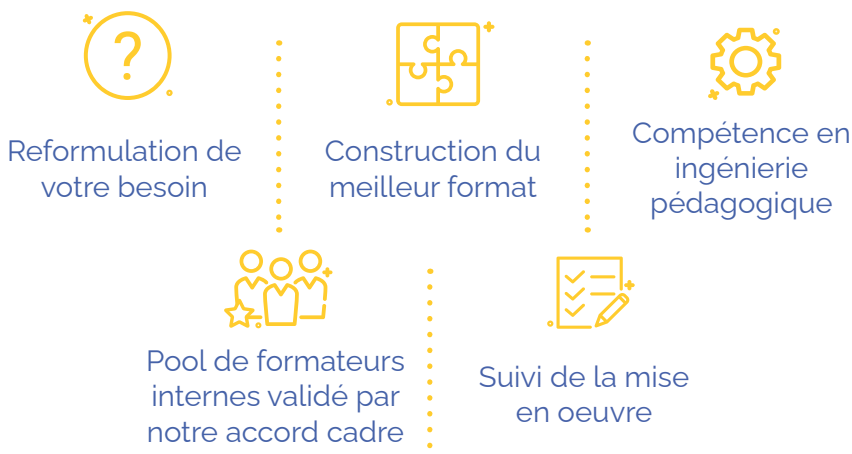 ?
Reformulation de
votre besoin
Construction du
meilleur format
Compétence en
ingénierie
pédagogique
Pool de formateurs
internes validé par
notre accord cadre
Suivi de la mise
en oeuvre